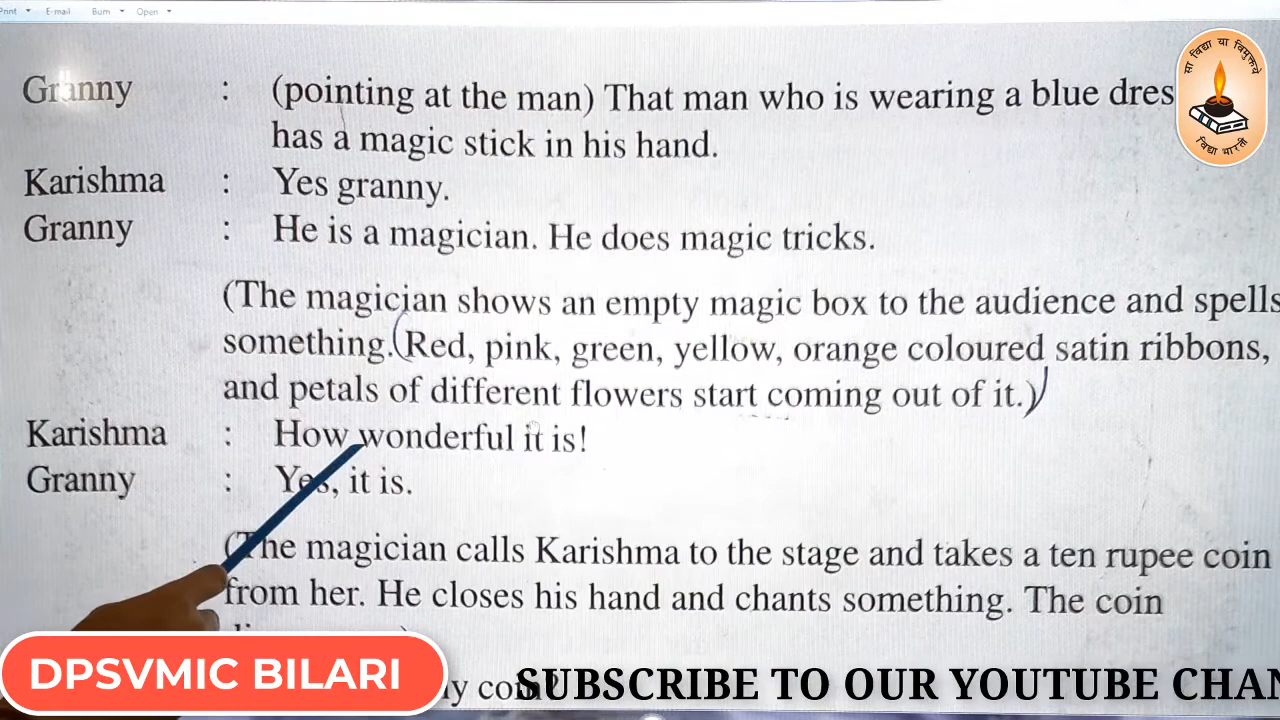 Print E-mail Burn Open
Granny : (pointing at the man) That man who is wearing a blue dres
has a magic stick in his hand.
Karishma : Yes granny.
Granny : He is a magician. He does magic tricks.
(The magician shows an empty magic box to the audience and spells
something. (Red, pink, green, yellow, orange coloured satin ribbons,
and petals of different flowers start coming out of it.)
Karishma : How wonderful it is!
Granny : Yes, it is.
(The magician calls Karishma to the stage and takes a ten rupee coin
from her. He closes his hand and chants something. The coin
DPSVMIC BILARI
SUBSCRIBE TO OUR YOUTUBE CHAN
सा विद्या या विमुक्तये
विद्या भारती